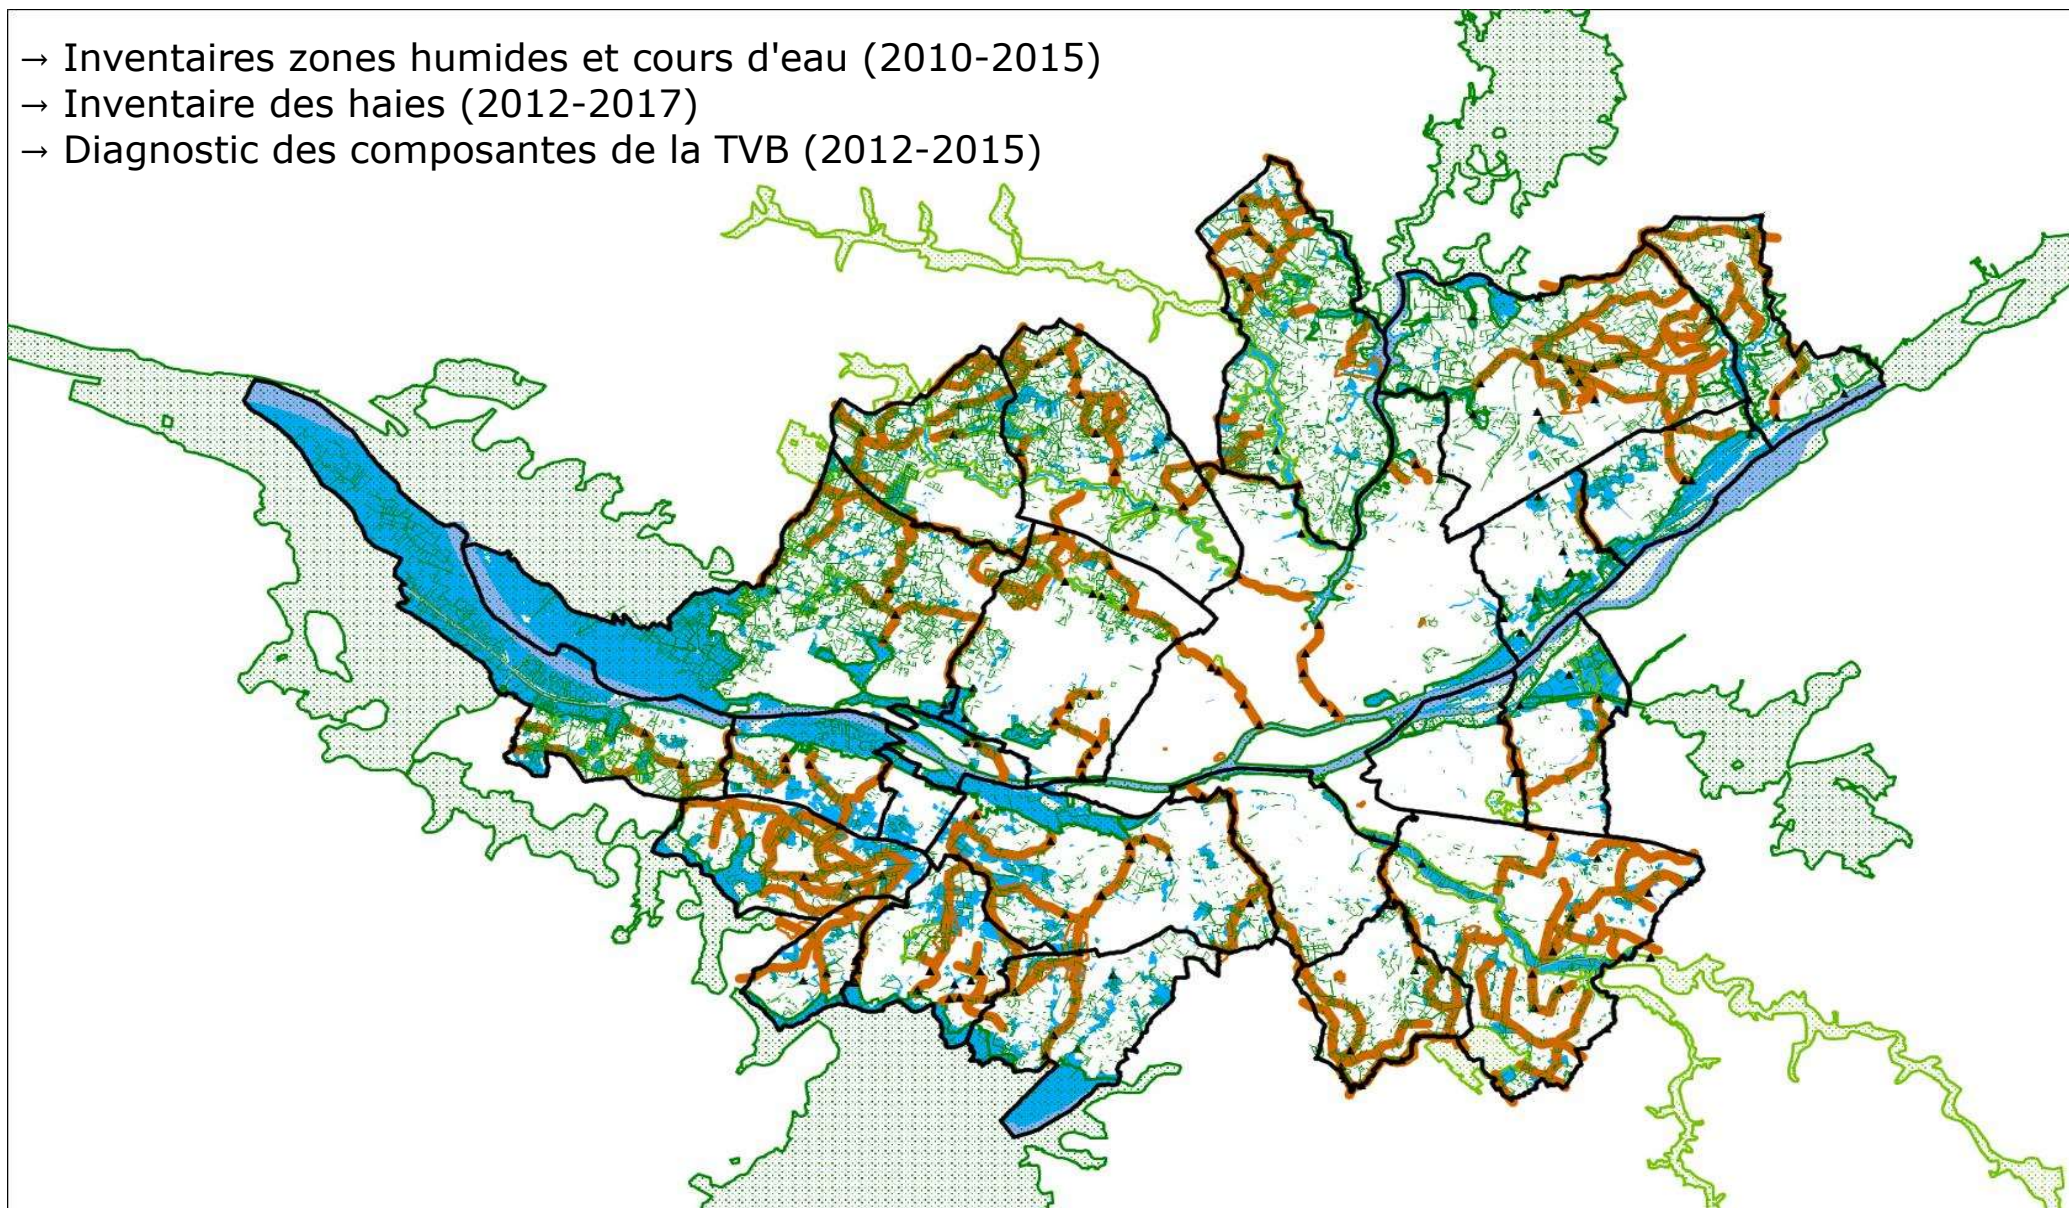 → Inventaires zones humides et cours d'eau (2010-2015)
→ Inventaire des haies (2012-2017)
→ Diagnostic des composantes de la TVB (2012-2015)